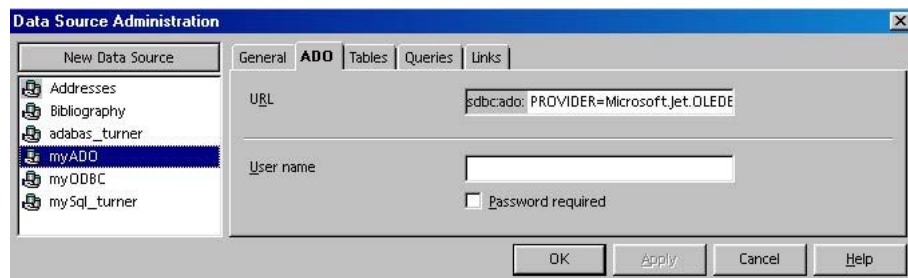 Data Source Administration
New Data Source
Addresses
Bibliography
adabas_turner
myADO
myODBC
mySql_turner
General ADO Tables Queries Links
URL sdbc:ado: PROVIDER=Microsoft.Jet.OLEDE
User name
Password required
OK Apply Cancel Help